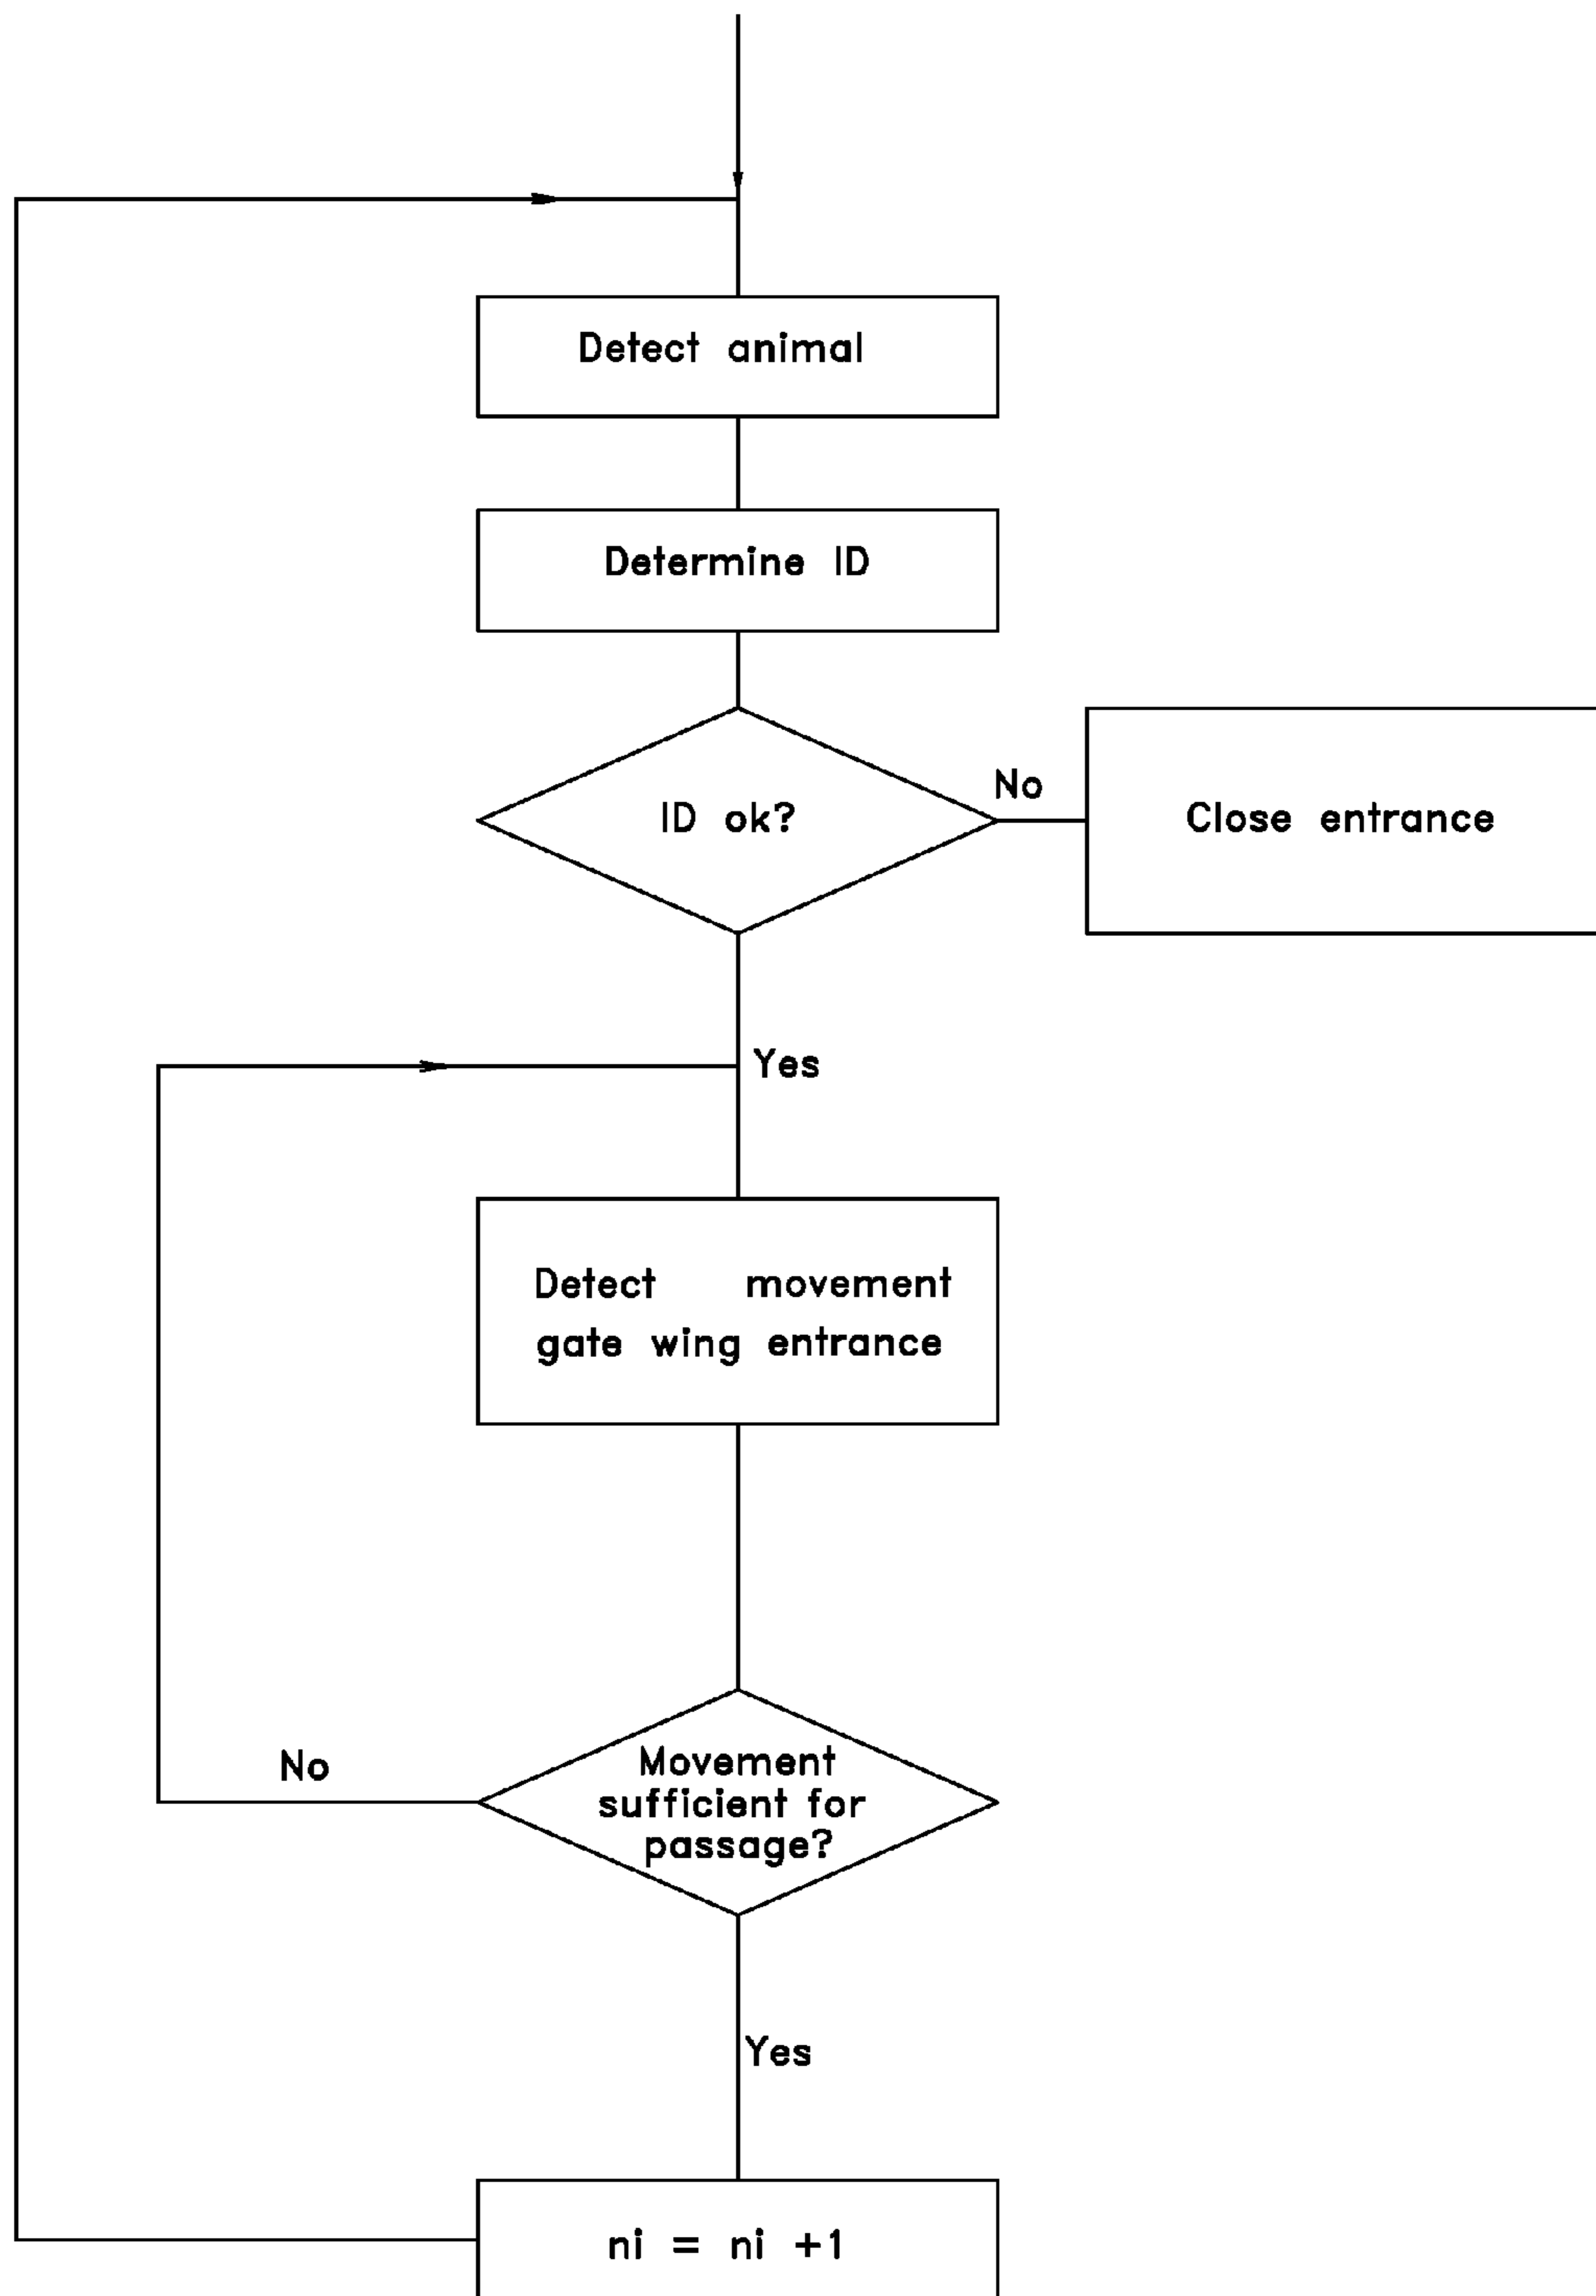 Detect animal
Determine ID
ID ok?
No
Close entrance
Yes
Detect movement
gate wing entrance
No
Movement
sufficient for
passage?
Yes
ni = ni +1